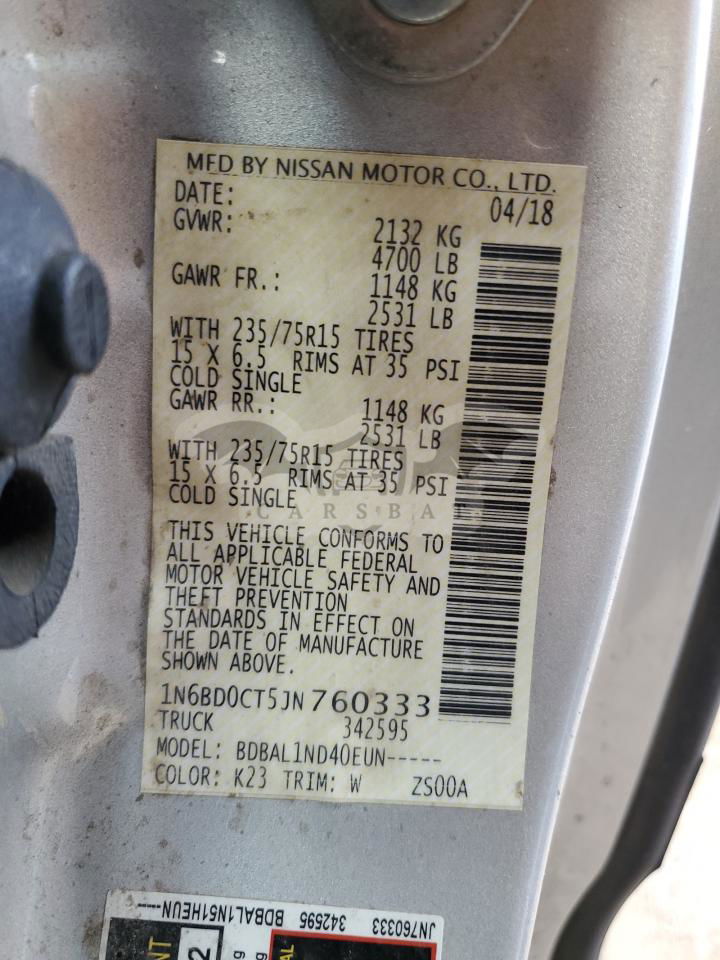 MFD BY NISSAN MOTOR CO., LTD.
DATE: 04/18
GVWR: 2132 KG
4700 LB
GAWR FR.: 1148 KG
2531 LB
WITH 235/75R15 TIRES
15 X 6.5 RIMS AT 35 PSI
COLD SINGLE
GAWR RR.: 1148 KG
2531 LB
WITH 235/75R15 TIRES
15 X 6.5 RIMS AT 35 PSI
COLD SINGLE
THIS VEHICLE CONFORMS TO
ALL APPLICABLE FEDERAL
MOTOR VEHICLE SAFETY AND
THEFT PREVENTION
STANDARDS IN EFFECT ON
THE DATE OF MANUFACTURE
SHOWN ABOVE.
1N6BD0CT5JN760333
TRUCK 342595
MODEL: BDBAL1ND40EUN-----
COLOR: K23 TRIM: W ZS00A
JN760333 342595 BDBAL1N51HEUN---